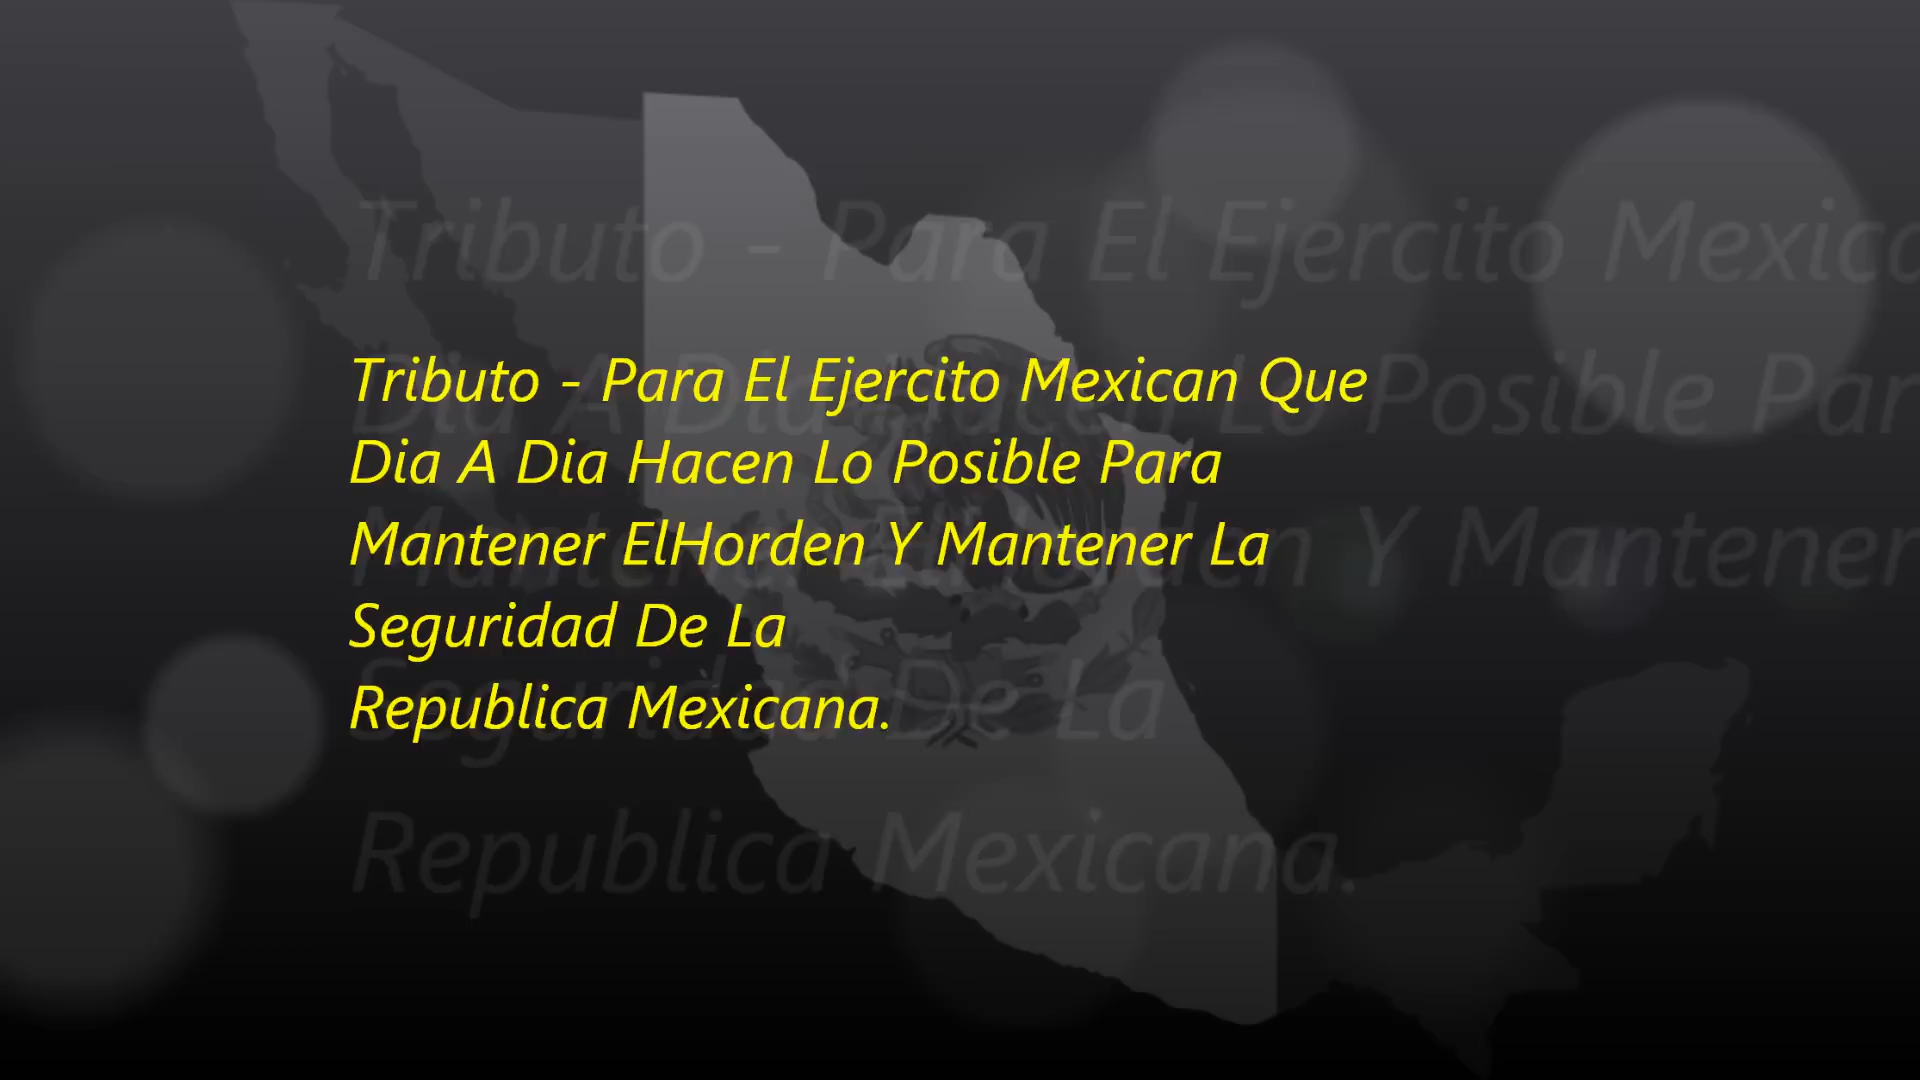 Tributo - Para El Ejercito Mexican Que
Dia A Dia Hacen Lo Posible Para
Mantener ElHorden Y Mantener La
Seguridad De La
Republica Mexicana.